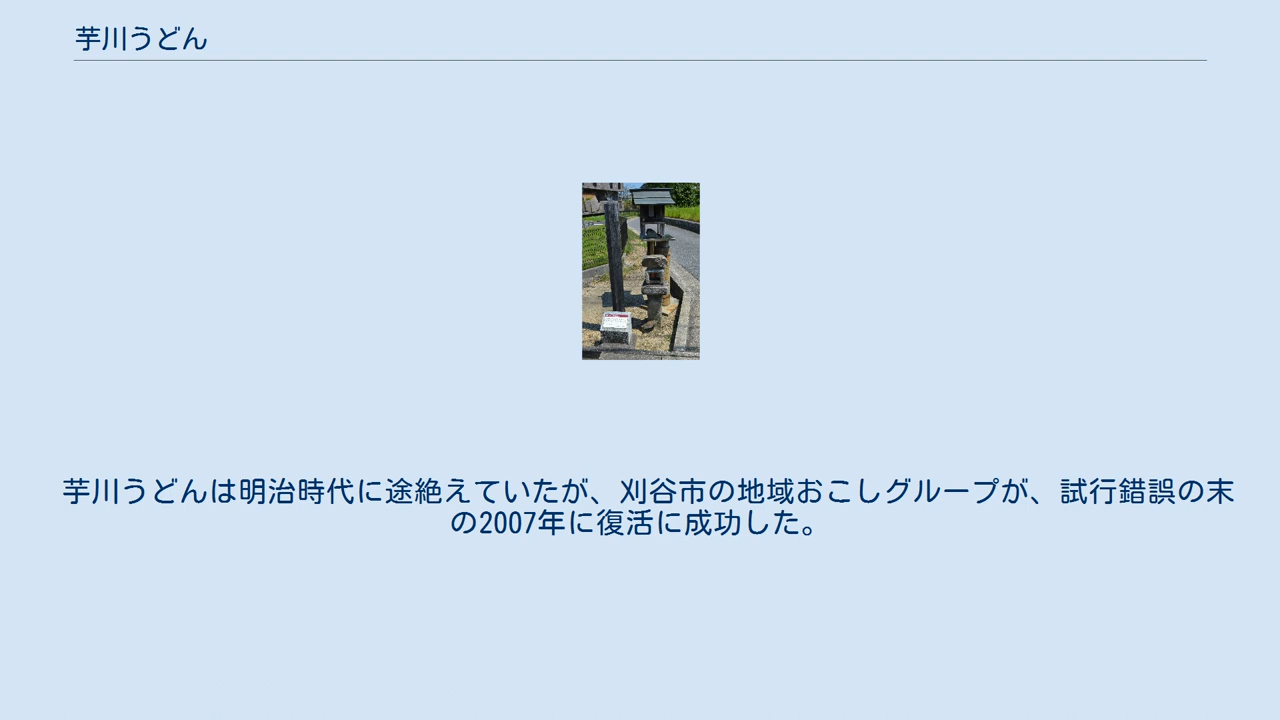 芋川うどん
芋川うどんは明治時代に途絶えていたが、刈谷市の地域おこしグループが、試行錯誤の末
の2007年に復活に成功した。